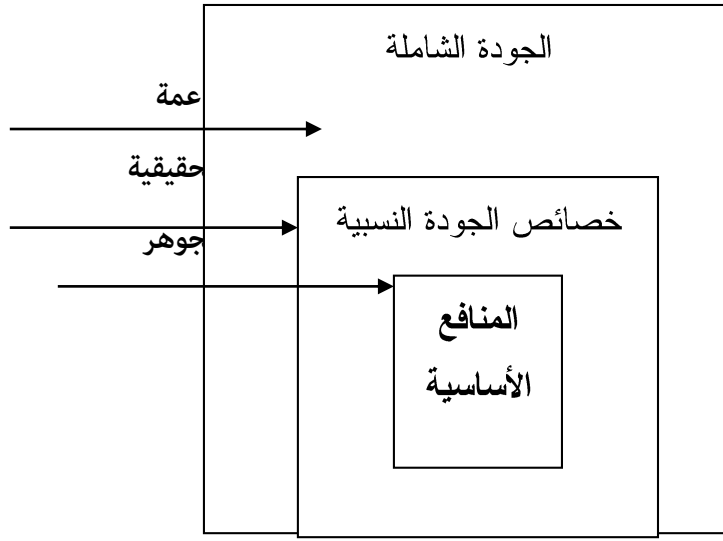 الجودة الشاملة
عمة
حقيقية
خصائص الجودة النسبية
جوهر
المنافع
الأساسية